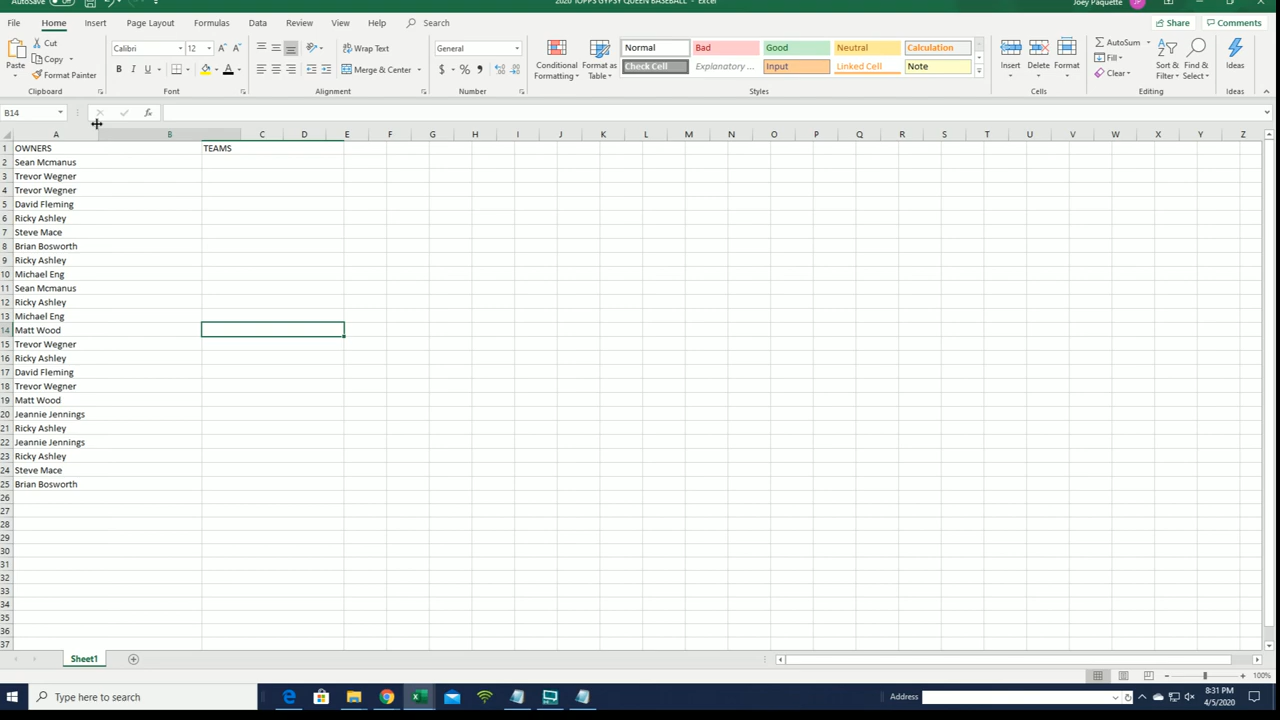 AutoSave Off 2020 TOPPS GYPSY QUEEN BASEBALL - Excel Joey Paquette JP
File Home Insert Page Layout Formulas Data Review View Help Search Share Comments
Paste Cut Copy Format Painter
Calibri 12 A A B I U A
Wrap Text Merge & Center
General $ % ,
Conditional Formatting Format as Table
Normal Bad Good Neutral Calculation
Check Cell Explanatory ... Input Linked Cell Note
Insert Delete Format
AutoSum Fill Clear
Sort & Filter Find & Select Ideas
Clipboard Font Alignment Number Styles Cells Editing Ideas
B14 fx
A B C D E F G H I J K L M N O P Q R S T U V W X Y Z
1 OWNERS TEAMS
2 Sean Mcmanus
3 Trevor Wegner
4 Trevor Wegner
5 David Fleming
6 Ricky Ashley
7 Steve Mace
8 Brian Bosworth
9 Ricky Ashley
10 Michael Eng
11 Sean Mcmanus
12 Ricky Ashley
13 Michael Eng
14 Matt Wood
15 Trevor Wegner
16 Ricky Ashley
17 David Fleming
18 Trevor Wegner
19 Matt Wood
20 Jeannie Jennings
21 Ricky Ashley
22 Jeannie Jennings
23 Ricky Ashley
24 Steve Mace
25 Brian Bosworth
26
27
28
29
30
31
32
33
34
35
36
37
Sheet1
100%
Type here to search Address 8:31 PM
4/5/2020